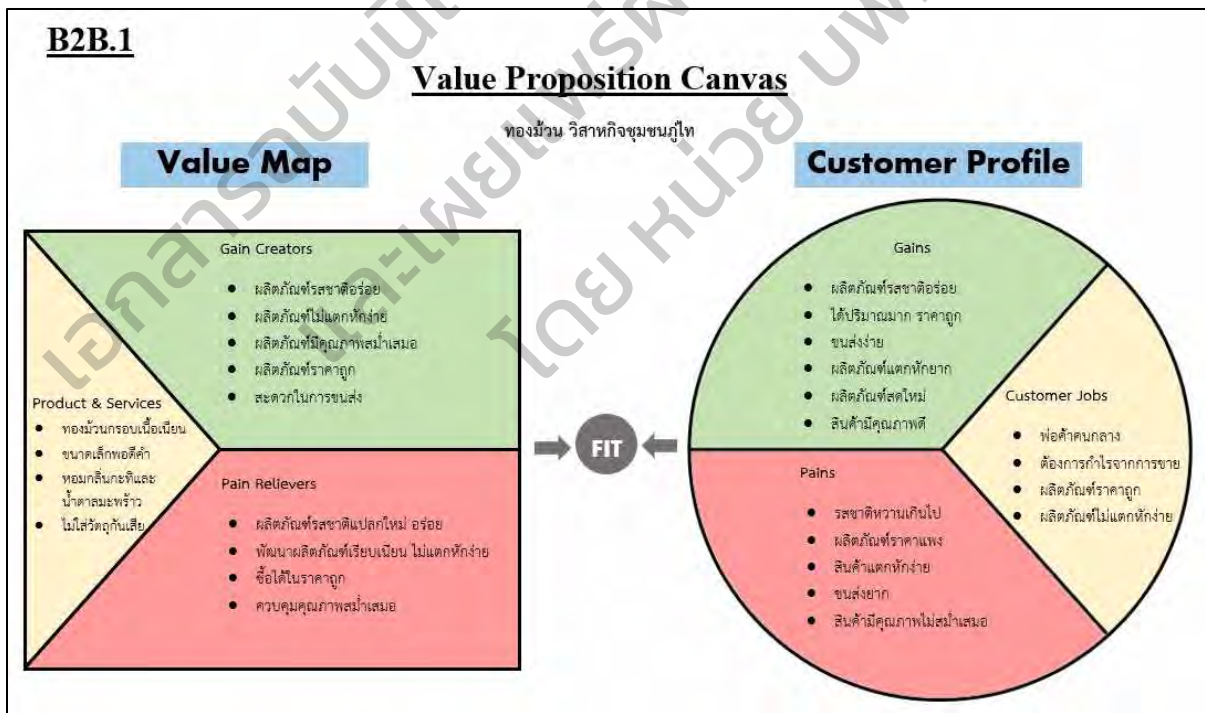 B2B.1
Value Proposition Canvas
ทองม้วน วิสาหกิจชุมชนภูไท
Value Map
Customer Profile
Gain Creators
• ผลิตภัณฑ์รสชาติอร่อย
• ผลิตภัณฑ์ไม่แตกหักง่าย
• ผลิตภัณฑ์มีคุณภาพสม่ำเสมอ
• ผลิตภัณฑ์ราคาถูก
• สะดวกในการขนส่ง
Product & Services
• ทองม้วนกรอบเนื้อเนียน
• ขนาดเล็กพอดีคำ
• หอมกลิ่นกะทิและ
น้ำตาลมะพร้าว
• ไม่ใส่วัตถุกันเสีย
Pain Relievers
• ผลิตภัณฑ์รสชาติแปลกใหม่ อร่อย
• พัฒนาผลิตภัณฑ์เรียบเนียน ไม่แตกหักง่าย
• ซื้อได้ในราคาถูก
• ควบคุมคุณภาพสม่ำเสมอ
FIT
Gains
• ผลิตภัณฑ์รสชาติอร่อย
• ได้ปริมาณมาก ราคาถูก
• ขนส่งง่าย
• ผลิตภัณฑ์แตกหักยาก
• ผลิตภัณฑ์สดใหม่
• สินค้ามีคุณภาพดี
Customer Jobs
• พ่อค้าคนกลาง
• ต้องการกำไรจากการขาย
• ผลิตภัณฑ์ราคาถูก
• ผลิตภัณฑ์ไม่แตกหักง่าย
Pains
• รสชาติหวานเกินไป
• ผลิตภัณฑ์ราคาแพง
• สินค้าแตกหักง่าย
• ขนส่งยาก
• สินค้ามีคุณภาพไม่สม่ำเสมอ
โดย หน่วย